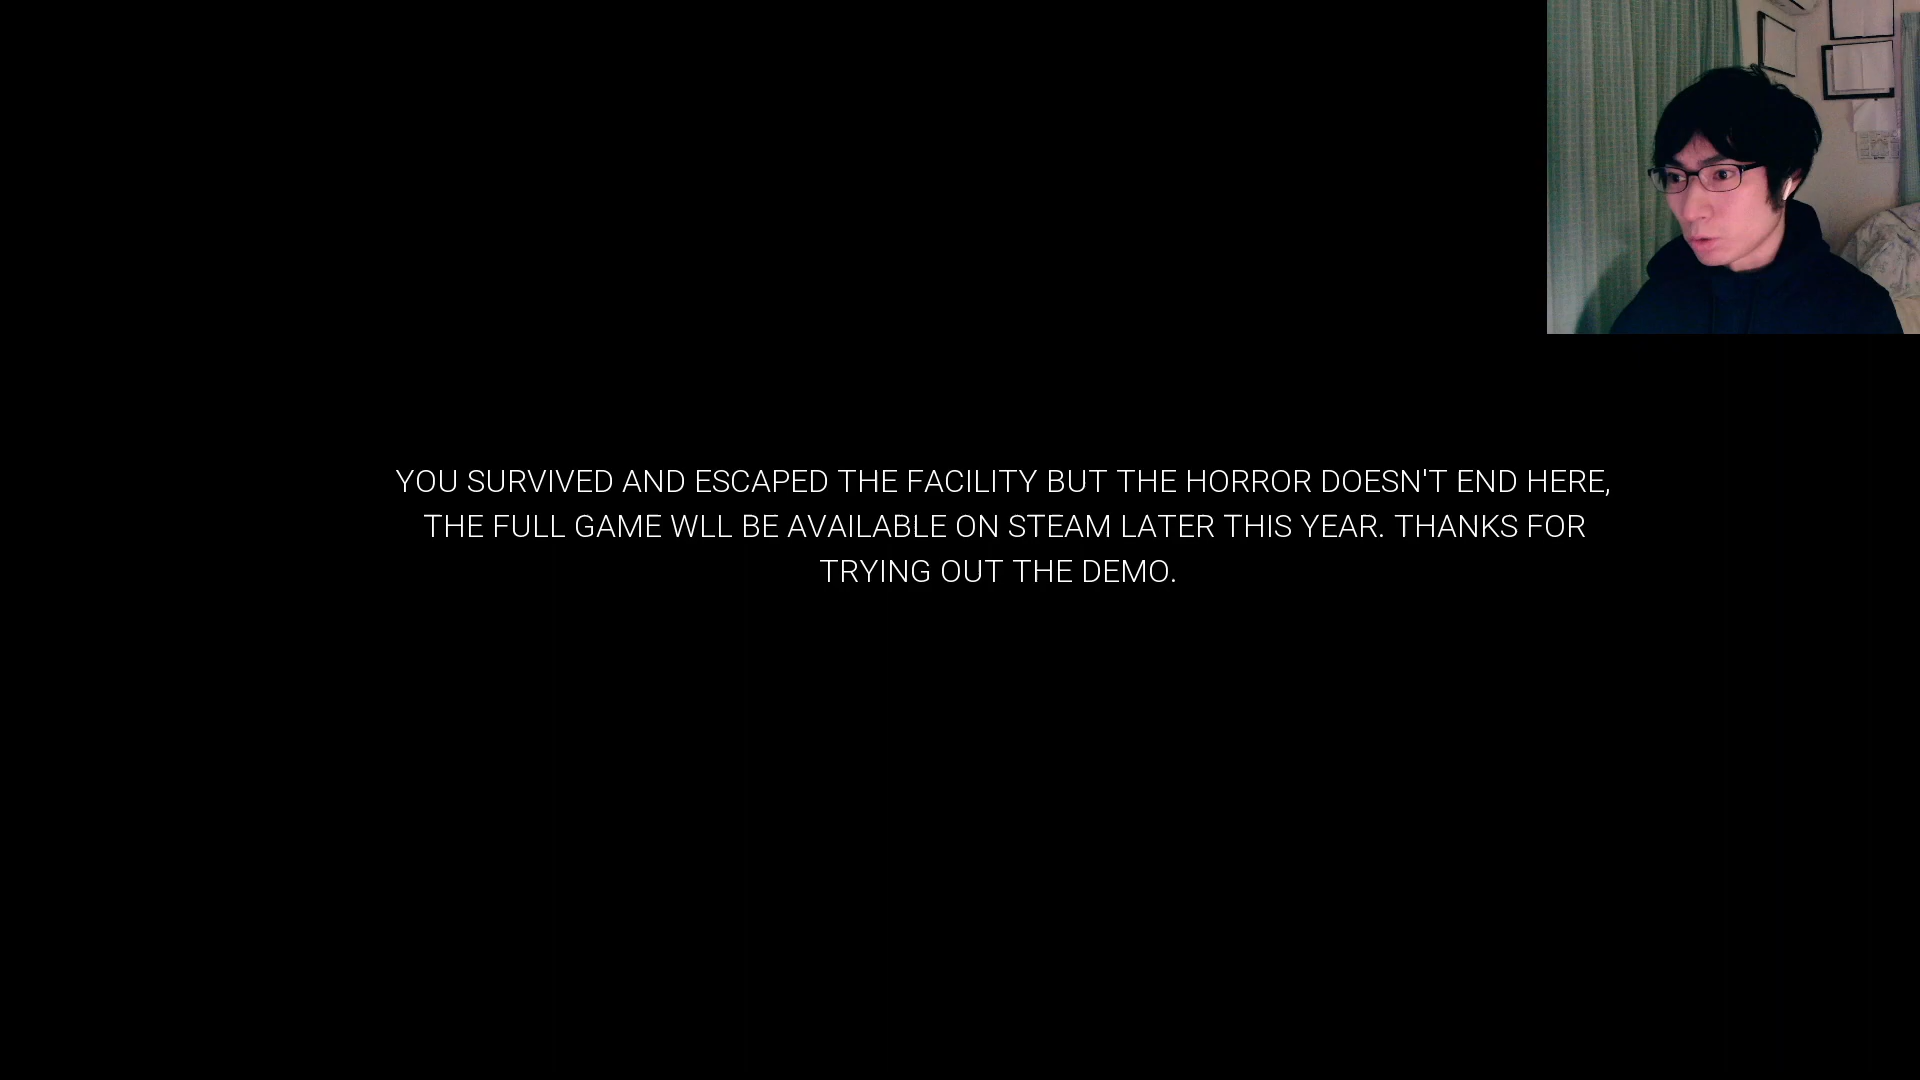 YOU SURVIVED AND ESCAPED THE FACILITY BUT THE HORROR DOESN'T END HERE,
THE FULL GAME WLL BE AVAILABLE ON STEAM LATER THIS YEAR. THANKS FOR
TRYING OUT THE DEMO.